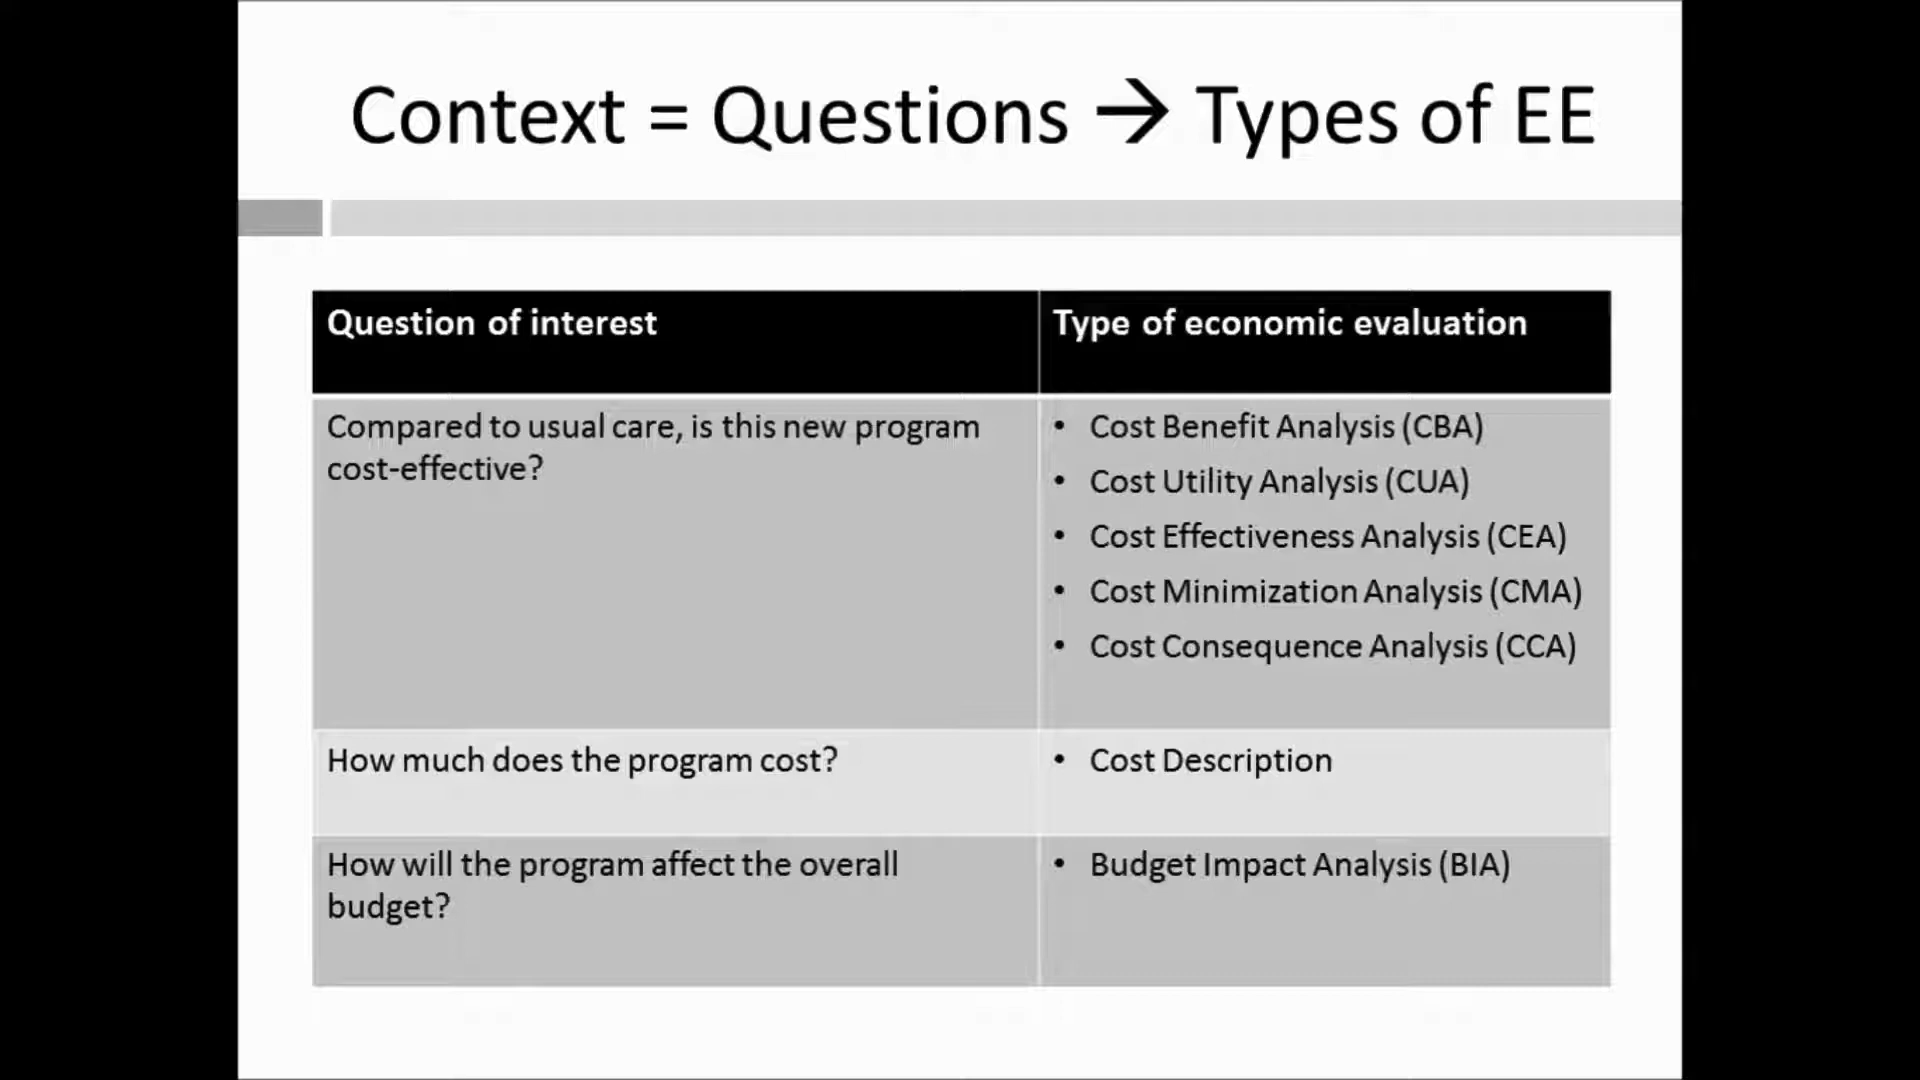 Context = Questions → Types of EE
Question of interest
Type of economic evaluation
Compared to usual care, is this new program
cost-effective?
• Cost Benefit Analysis (CBA)
• Cost Utility Analysis (CUA)
• Cost Effectiveness Analysis (CEA)
• Cost Minimization Analysis (CMA)
• Cost Consequence Analysis (CCA)
How much does the program cost?
• Cost Description
How will the program affect the overall
budget?
• Budget Impact Analysis (BIA)